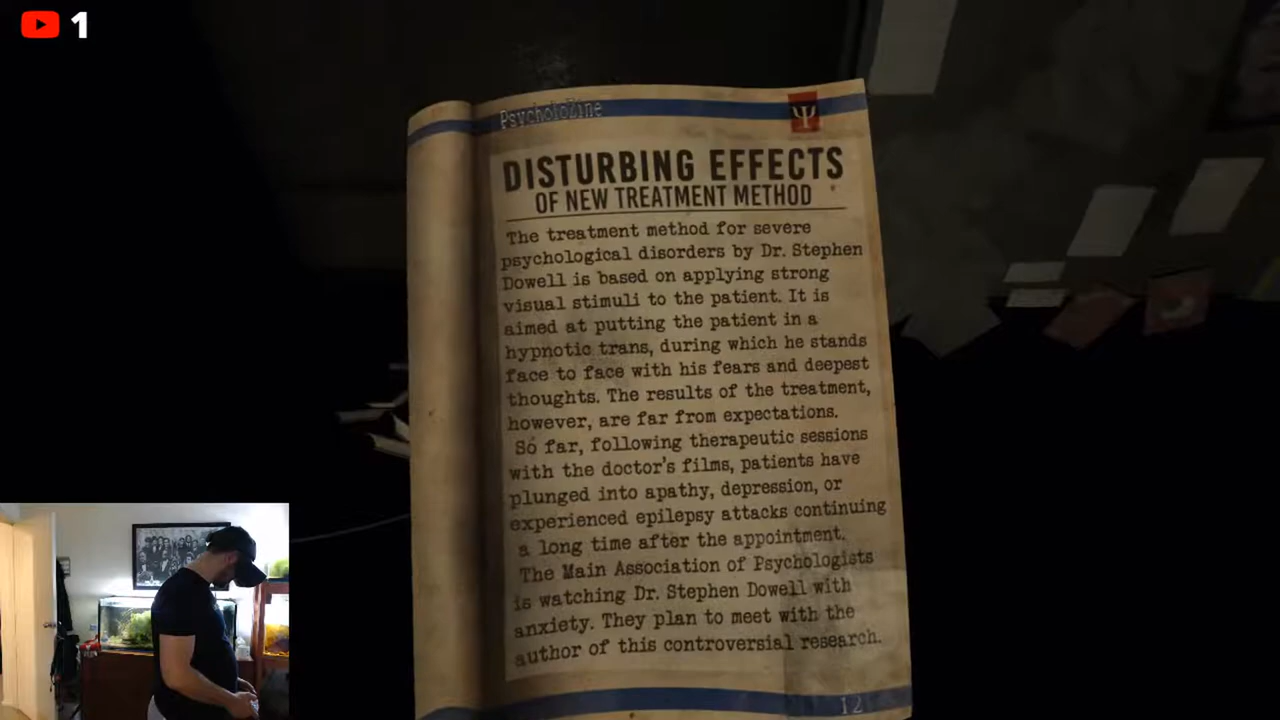 1
PsycholoZine
DISTURBING EFFECTS
OF NEW TREATMENT METHOD
The treatment method for severe
psychological disorders by Dr. Stephen
Dowell is based on applying strong
visual stimuli to the patient. It is
aimed at putting the patient in a
hypnotic trans, during which he stands
face to face with his fears and deepest
thoughts. The results of the treatment,
however, are far from expectations.
So far, following therapeutic sessions
with the doctor's films, patients have
plunged into apathy, depression, or
experienced epilepsy attacks continuing
a long time after the appointment.
The Main Association of Psychologists
is watching Dr. Stephen Dowell with
anxiety. They plan to meet with the
author of this controversial research.
12